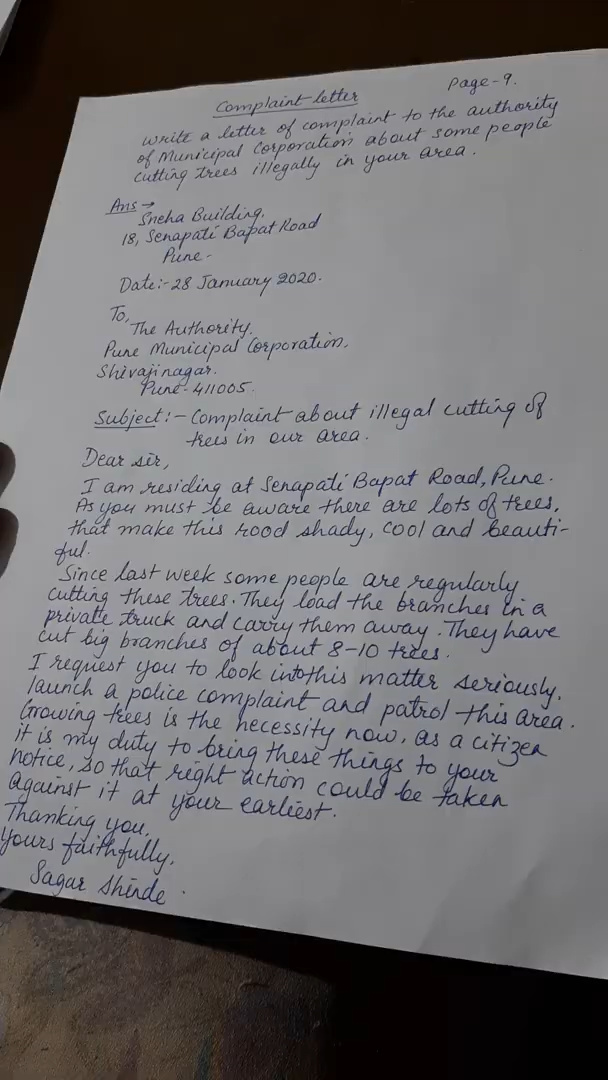 Page-9.
Complaint letter
Write a letter of complaint to the authority
of Municipal Corporation about some people
cutting trees illegally in your area.
Ans →
Sneha Building,
18, Senapati Bapat Road
Pune-
Date:- 28 January 2020.
To,
The Authority.
Pune Municipal Corporation,
Shivajinagar.
Pune-411005.
Subject:- Complaint about illegal cutting of
trees in our area.
Dear sir,
I am residing at Senapati Bapat Road, Pune.
As you must be aware there are lots of trees,
that make this rood shady, cool and beauti-
ful.
Since last week some people are regularly
cutting these trees. They load the branches in a
private truck and carry them away. They have
cut big branches of about 8-10 trees.
I request you to look into this matter seriously.
launch a police complaint and patrol this area.
Growing trees is the necessity now, as a citizen
it is my duty to bring these things to your
notice, so that right action could be taken
against it at your earliest.
Thanking you,
Yours faithfully,
Sagar Shinde.